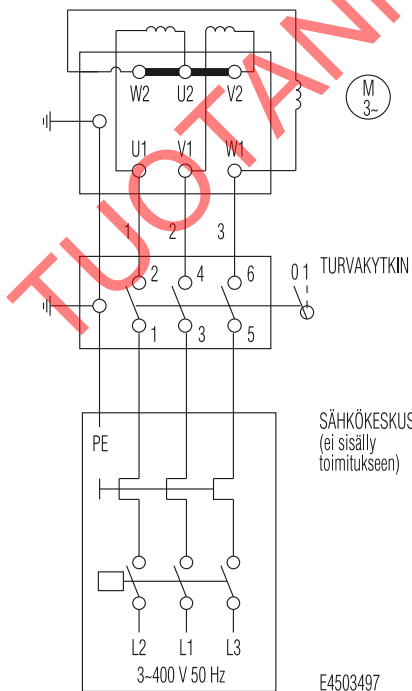 W2 U2 V2
M
3~
U1 V1 W1
1 2 3
2 4 6
0 1
TURVAKYTKIN
1 3 5
SÄHKÖKESKUS
(ei sisälly
toimitukseen)
PE
L2 L1 L3
3~400 V 50 Hz
E4503497